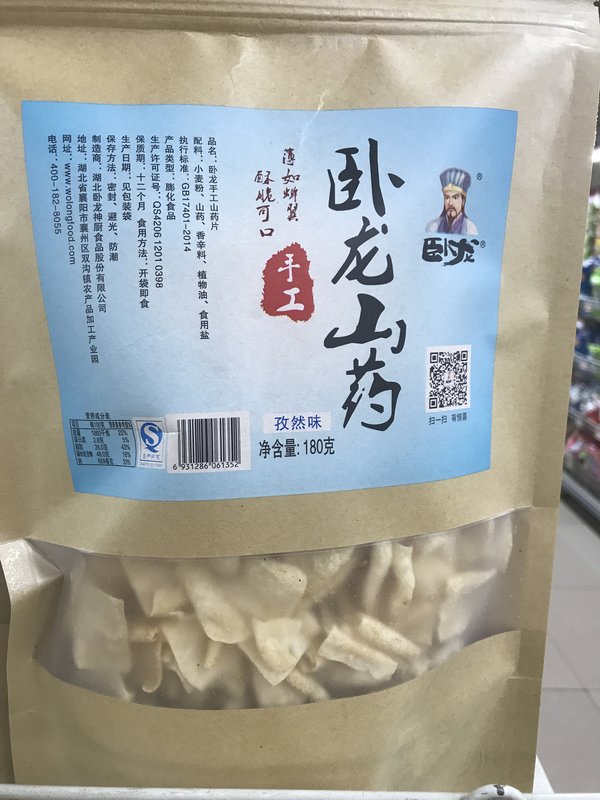 卧龙山药
®
卧龙®
薄如蝉翼
酥脆可口
手工
品名：卧龙手工山药片
配料：小麦粉、山药、香辛料、植物油、食用盐
执行标准：GB17401-2014
产品类型：膨化食品
生产许可证号：QS4206 1201 0398
保质期：十二个月 食用方法：开袋即食
生产日期：见包装袋
保存方法：密封、避光、防潮
制造商：湖北卧龙神厨食品股份有限公司
地址：湖北省襄阳市襄州区双沟镇农产品加工产业园
网址：www.wolongfood.com
电话：400-182-8055
扫一扫 有惊喜
孜然味
净含量：180克
营养成分表
6 931286 061352